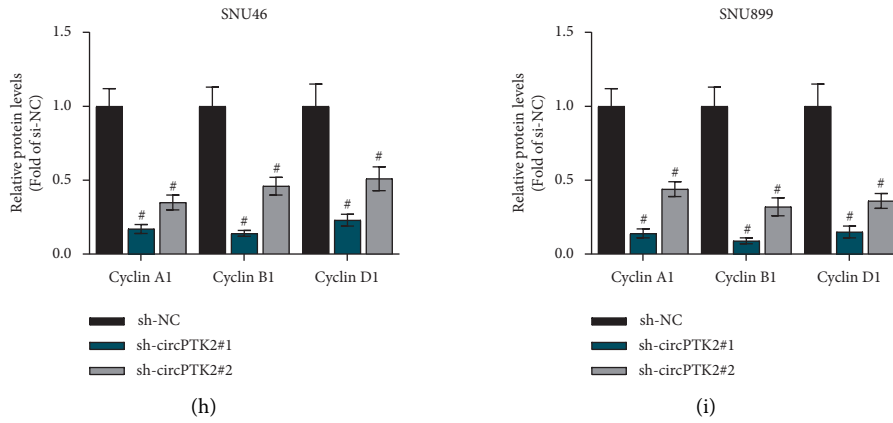 SNU46
Relative protein levels
(Fold of si-NC)
1.5
1.0
0.5
0.0
#
#
#
#
#
#
Cyclin A1
Cyclin B1
Cyclin D1
sh-NC
sh-circPTK2#1
sh-circPTK2#2
(h)
SNU899
Relative protein levels
(Fold of si-NC)
1.5
1.0
0.5
0.0
#
#
#
#
#
#
Cyclin A1
Cyclin B1
Cyclin D1
sh-NC
sh-circPTK2#1
sh-circPTK2#2
(i)